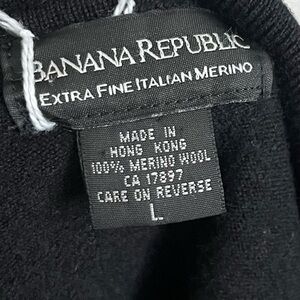 BANANA REPUBLIC
EXTRA FINE ITALIAN MERINO
MADE IN
HONG KONG
100% MERINO WOOL
CA 17897
CARE ON REVERSE
L